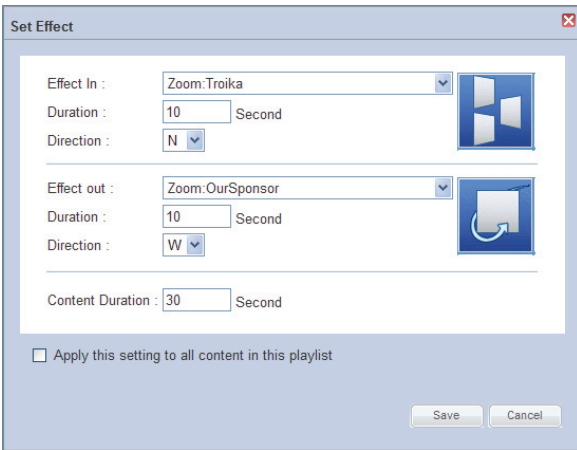 Set Effect
Effect In : Zoom:Troika
Duration : 10 Second
Direction : N
Effect out : Zoom:OurSponsor
Duration : 10 Second
Direction : W
Content Duration : 30 Second
Apply this setting to all content in this playlist
Save Cancel